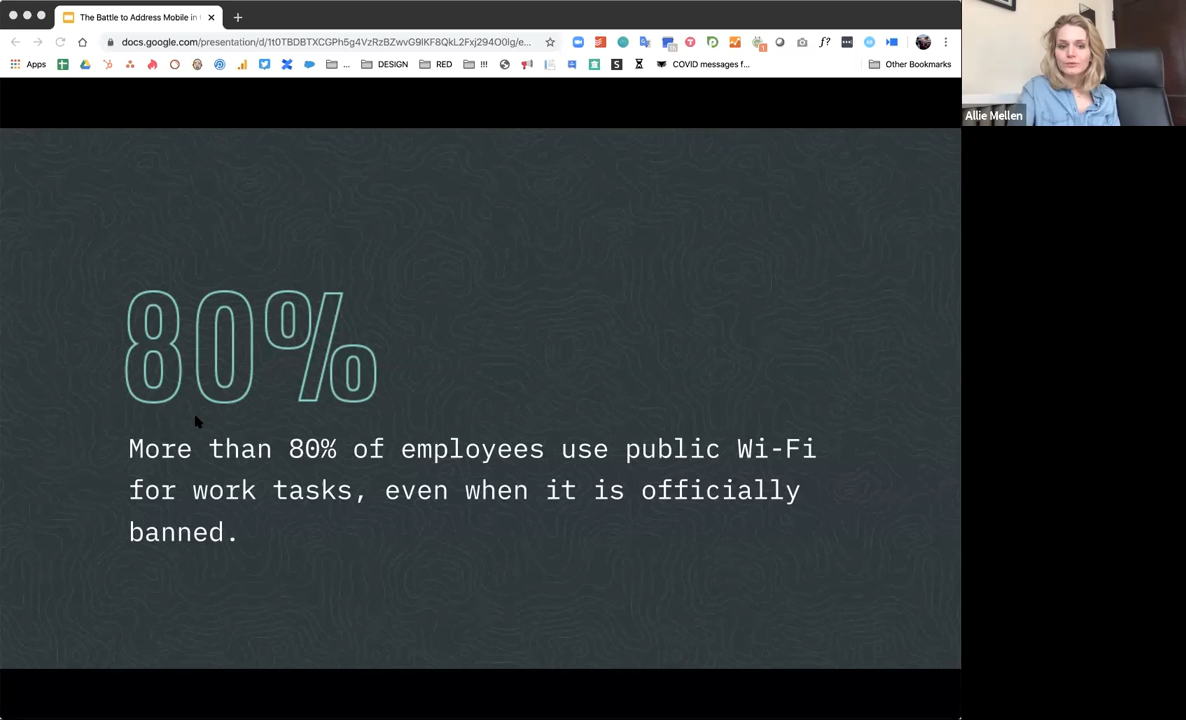 The Battle to Address Mobile in
docs.google.com/presentation/d/1t0TBDBTXCGPh5g4VzRzBZwvG9lKF8QkL2Fxj294O0lg/e...
Apps
...
DESIGN
RED
!!!
COVID messages f...
Other Bookmarks
Allie Mellen
80%
More than 80% of employees use public Wi-Fi
for work tasks, even when it is officially
banned.